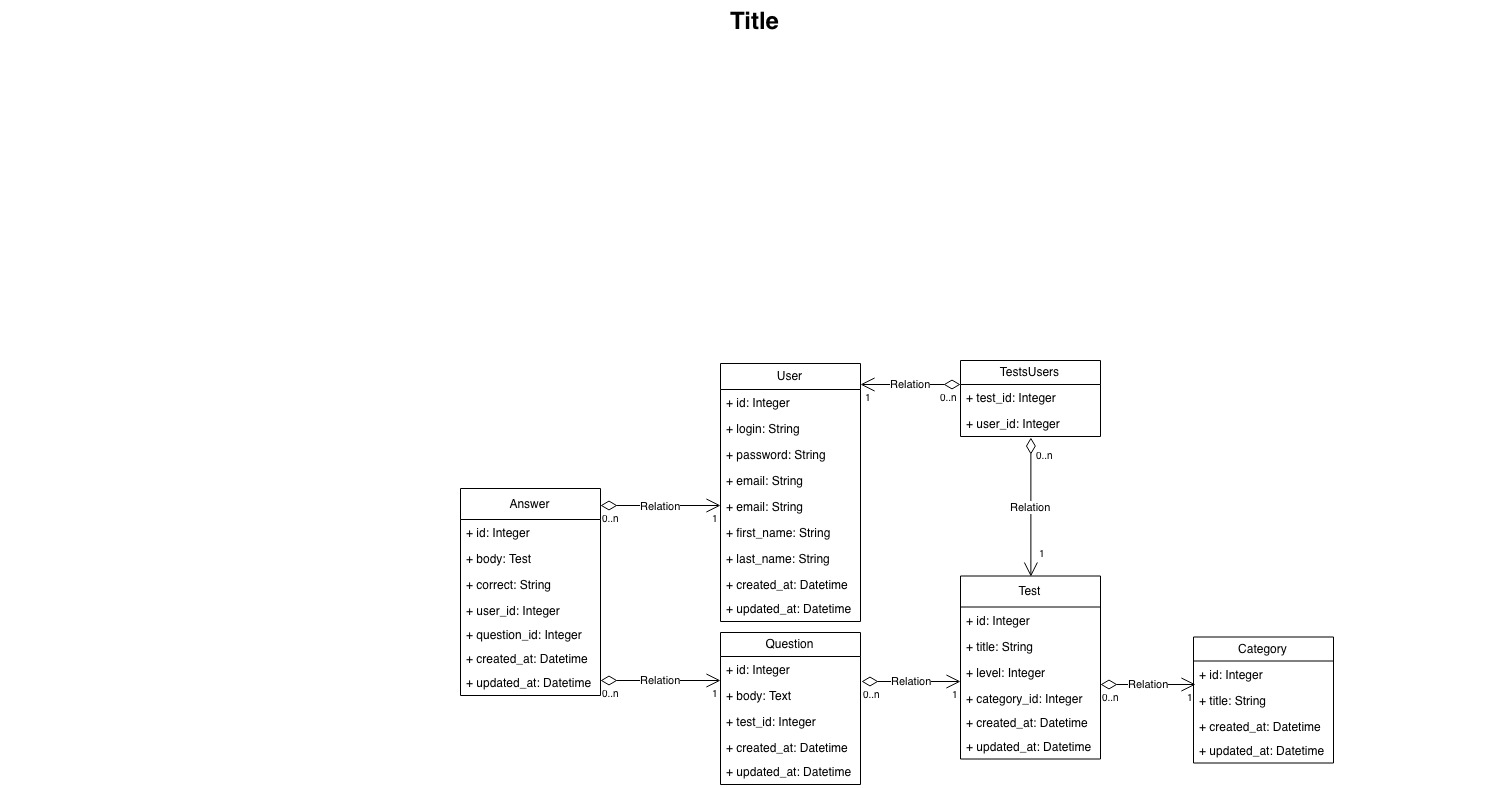 Title
User
+ id: Integer
+ login: String
+ password: String
+ email: String
+ email: String
+ first_name: String
+ last_name: String
+ created_at: Datetime
+ updated_at: Datetime
Relation
1
0..n
TestsUsers
+ test_id: Integer
+ user_id: Integer
0..n
Relation
1
Answer
+ id: Integer
+ body: Test
+ correct: String
+ user_id: Integer
+ question_id: Integer
+ created_at: Datetime
+ updated_at: Datetime
Relation
0..n
1
Relation
0..n
1
Question
+ id: Integer
+ body: Text
+ test_id: Integer
+ created_at: Datetime
+ updated_at: Datetime
Relation
0..n
1
Test
+ id: Integer
+ title: String
+ level: Integer
+ category_id: Integer
+ created_at: Datetime
+ updated_at: Datetime
Relation
0..n
1
Category
+ id: Integer
+ title: String
+ created_at: Datetime
+ updated_at: Datetime